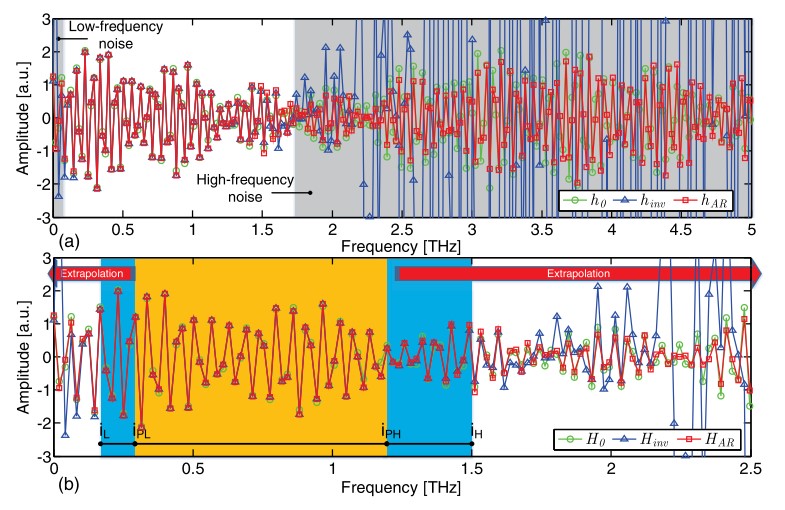 3
2
1
0
-1
-2
-3
Amplitude [a.u.]
Low-frequency
noise
High-frequency
noise
h0 hinv hAR
0 0.5 1 1.5 2 2.5 3 3.5 4 4.5 5
(a)
Frequency [THz]
3
2
1
0
-1
-2
-3
Amplitude [a.u.]
Extrapolation Extrapolation
iL iPL iPH iH
H0 Hinv HAR
0 0.5 1 1.5 2 2.5
(b)
Frequency [THz]